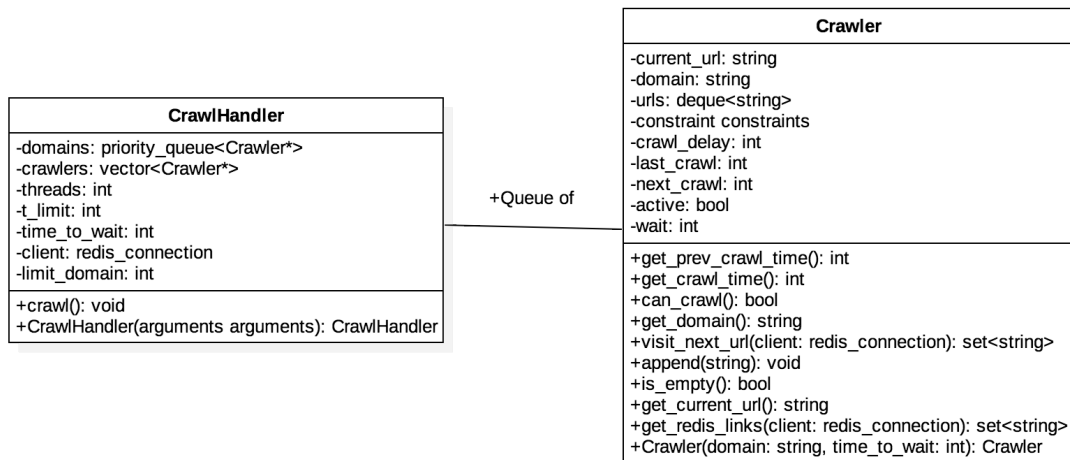 CrawlHandler
-domains: priority_queue<Crawler*>
-crawlers: vector<Crawler*>
-threads: int
-t_limit: int
-time_to_wait: int
-client: redis_connection
-limit_domain: int
+crawl(): void
+CrawlHandler(arguments arguments): CrawlHandler
+Queue of
Crawler
-current_url: string
-domain: string
-urls: deque<string>
-constraint constraints
-crawl_delay: int
-last_crawl: int
-next_crawl: int
-active: bool
-wait: int
+get_prev_crawl_time(): int
+get_crawl_time(): int
+can_crawl(): bool
+get_domain(): string
+visit_next_url(client: redis_connection): set<string>
+append(string): void
+is_empty(): bool
+get_current_url(): string
+get_redis_links(client: redis_connection): set<string>
+Crawler(domain: string, time_to_wait: int): Crawler